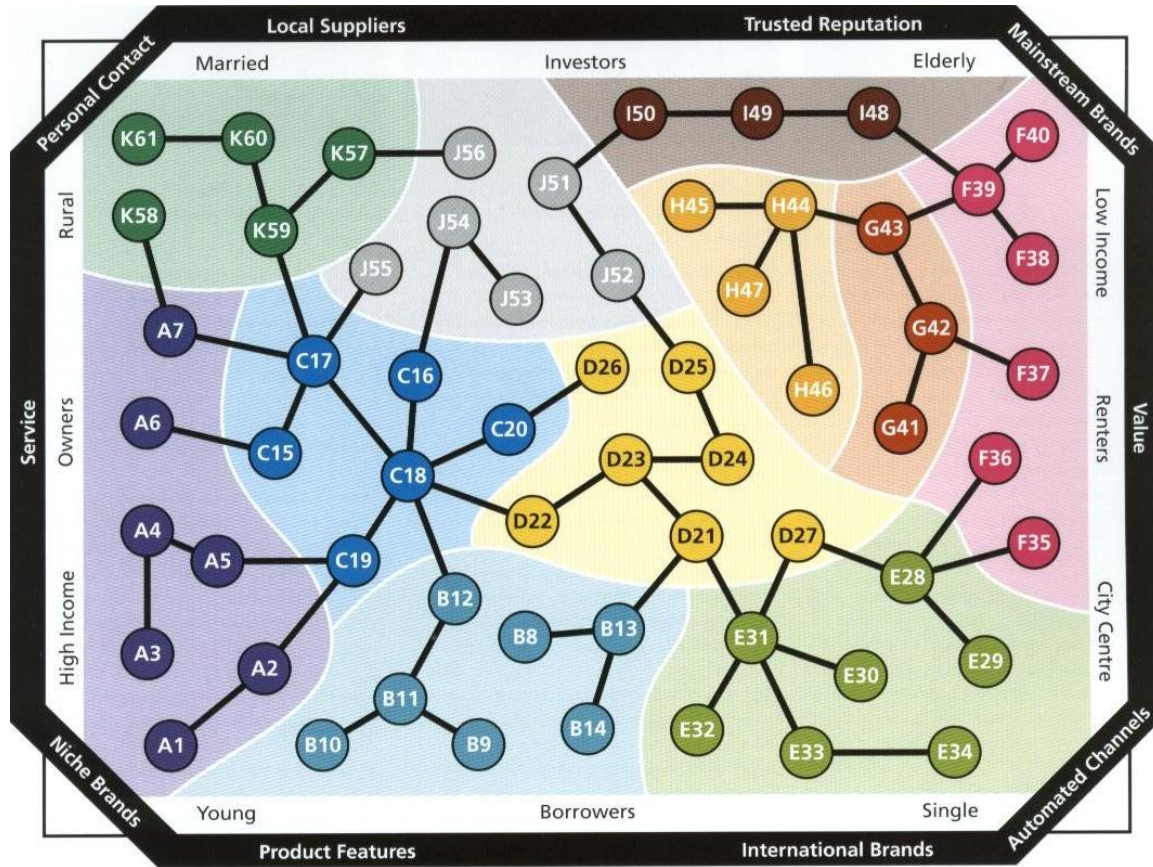 Local Suppliers
Trusted Reputation
Personal Contact
Mainstream Brands
Married
Investors
Elderly
I50
I49
I48
F40
K61
K60
K57
J56
J51
F39
H45
H44
K58
K59
J54
G43
F38
Rural
Low Income
J55
J52
J53
H47
A7
C17
G42
C16
D26
D25
F37
H46
A6
C20
G41
Service
Owners
Renters
Value
C15
C18
D23
D24
F36
A4
D22
D21
D27
F35
A5
C19
E28
B12
High Income
City Centre
A3
A2
B8
B13
E31
E29
E30
B11
A1
B10
B9
B14
E32
E33
E34
Young
Borrowers
Single
Niche Brands
Automated Channels
Product Features
International Brands